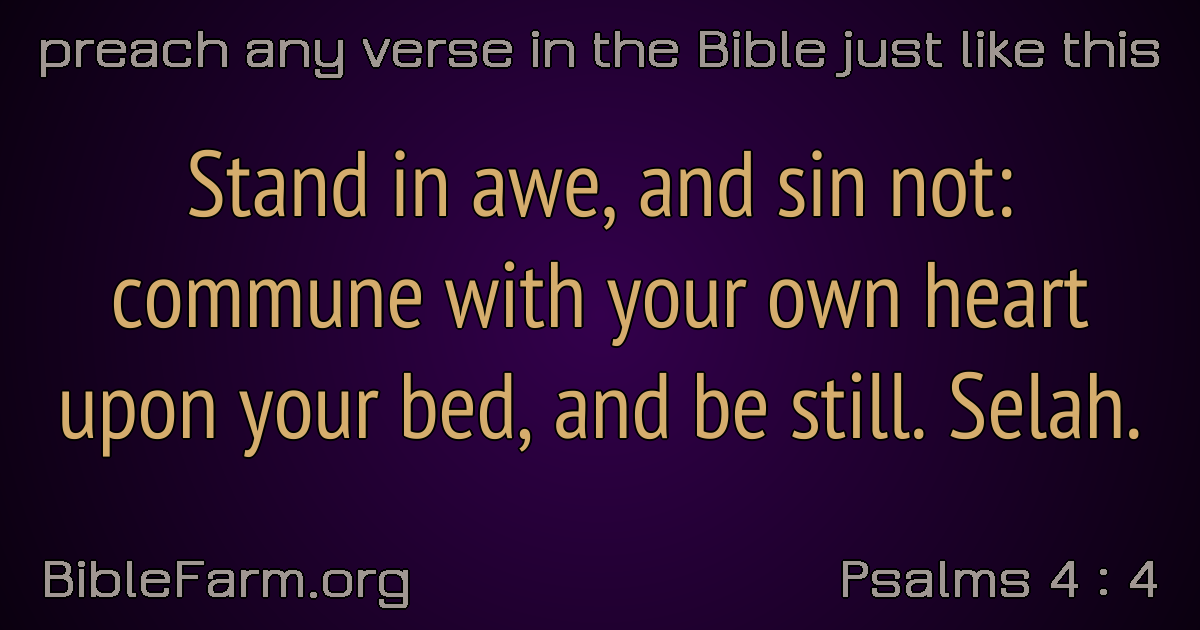 preach any verse in the Bible just like this
Stand in awe, and sin not:
commune with your own heart
upon your bed, and be still. Selah.
BibleFarm.org
Psalms 4 : 4